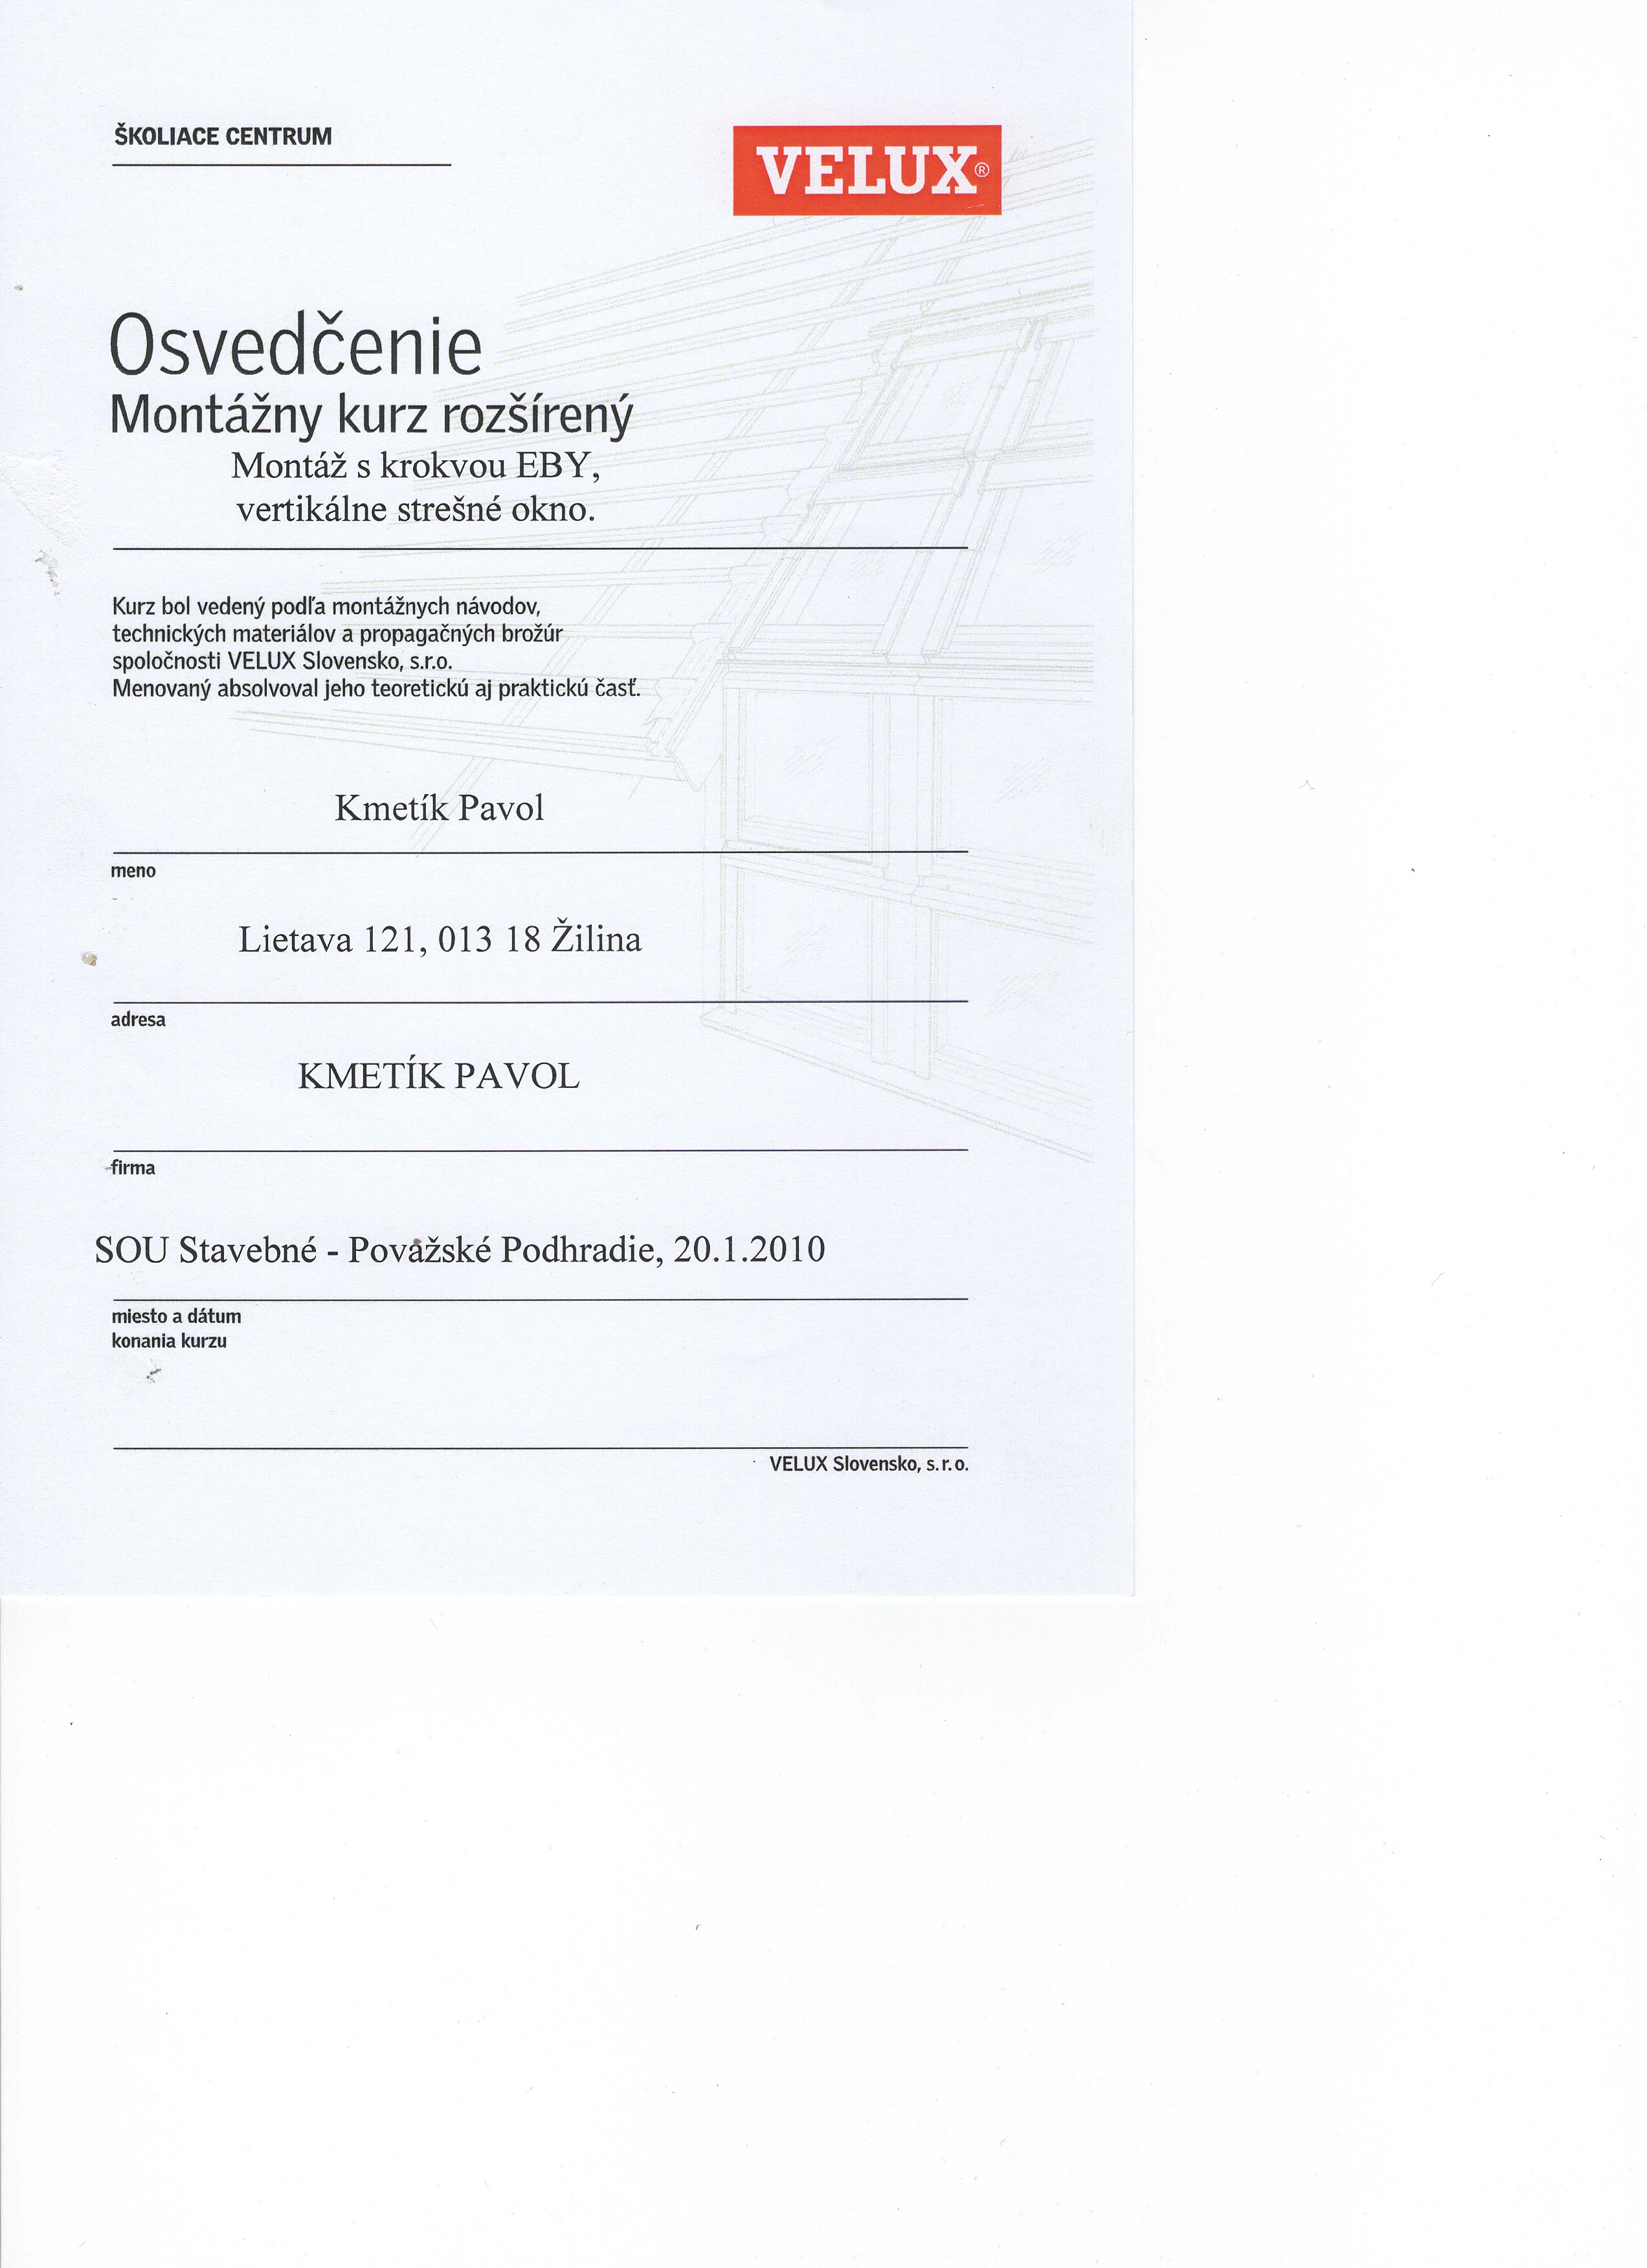 ŠKOLIACE CENTRUM
VELUX®
Osvedčenie
Montážny kurz rozšírený
Montáž s krokvou EBY,
vertikálne strešné okno.
Kurz bol vedený podľa montážnych návodov,
technických materiálov a propagačných brožúr
spoločnosti VELUX Slovensko, s.r.o.
Menovaný absolvoval jeho teoretickú aj praktickú časť.
Kmetík Pavol
meno
Lietava 121, 013 18 Žilina
adresa
KMETÍK PAVOL
firma
SOU Stavebné - Považské Podhradie, 20.1.2010
miesto a dátum
konania kurzu
VELUX Slovensko, s.r.o.